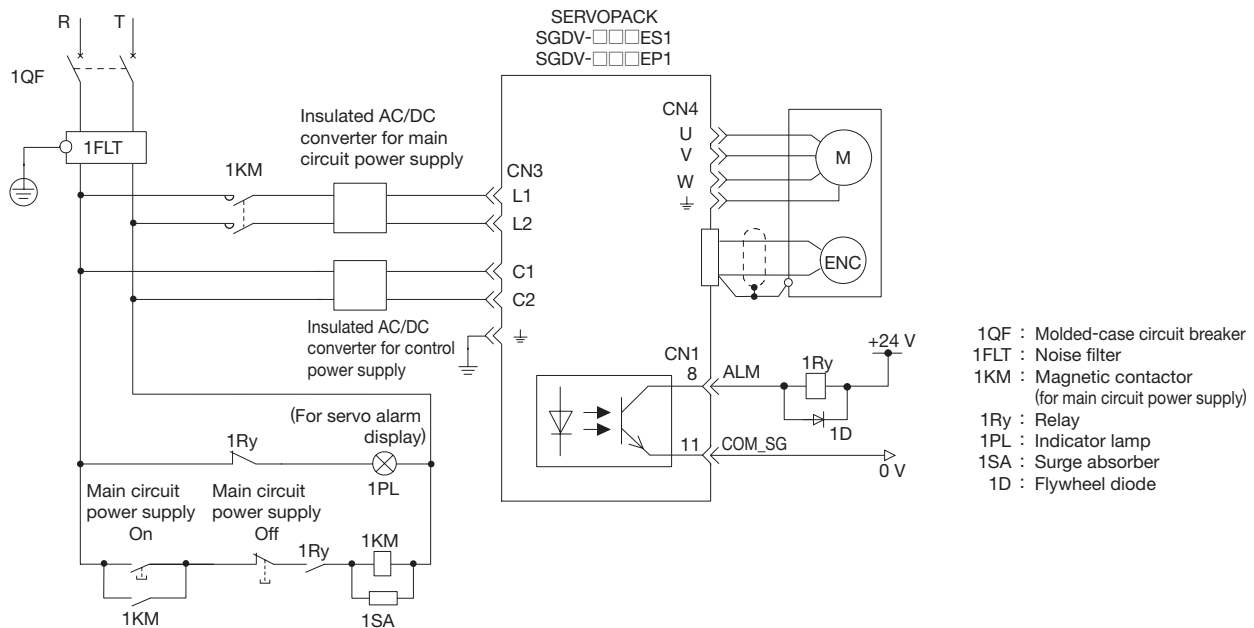 R
T
SERVOPACK
SGDV-□□□ES1
SGDV-□□□EP1
1QF
1FLT
Insulated AC/DC
converter for main
circuit power supply
1KM
CN3
L1
L2
C1
C2
Insulated AC/DC
converter for control
power supply
CN4
U
V
W
M
ENC
CN1
8
ALM
1Ry
+24 V
1D
11
COM_SG
0 V
(For servo alarm
display)
1Ry
1PL
Main circuit
power supply
On
Main circuit
power supply
Off
1Ry
1KM
1KM
1SA
1QF : Molded-case circuit breaker
1FLT : Noise filter
1KM : Magnetic contactor
(for main circuit power supply)
1Ry : Relay
1PL : Indicator lamp
1SA : Surge absorber
1D : Flywheel diode